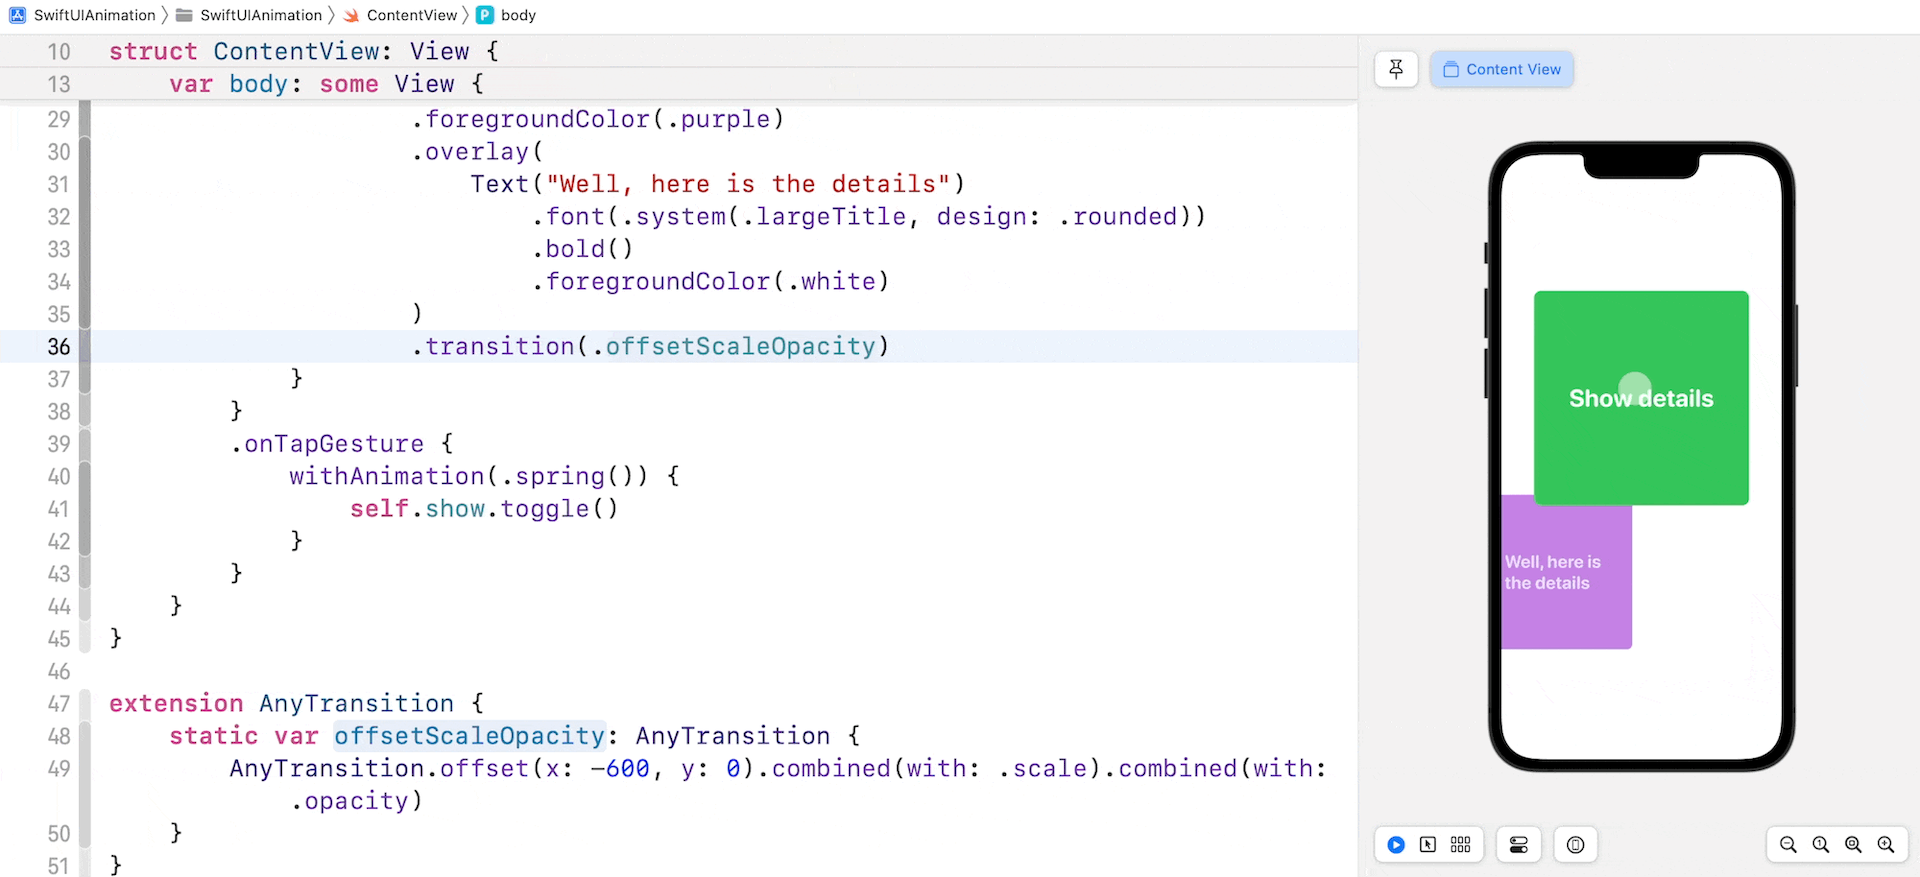 SwiftUIAnimation 〉 SwiftUIAnimation 〉 ContentView 〉 P body
10 struct ContentView: View {
13 var body: some View {
29 .foregroundColor(.purple)
30 .overlay(
31 Text("Well, here is the details")
32 .font(.system(.largeTitle, design: .rounded))
33 .bold()
34 .foregroundColor(.white)
35 )
36 .transition(.offsetScaleOpacity)
37 }
38 }
39 .onTapGesture {
40 withAnimation(.spring()) {
41 self.show.toggle()
42 }
43 }
44 }
45 }
46
47 extension AnyTransition {
48 static var offsetScaleOpacity: AnyTransition {
49 AnyTransition.offset(x: -600, y: 0).combined(with: .scale).combined(with:
.opacity)
50 }
51 }
Content View
Show details
Well, here is
the details